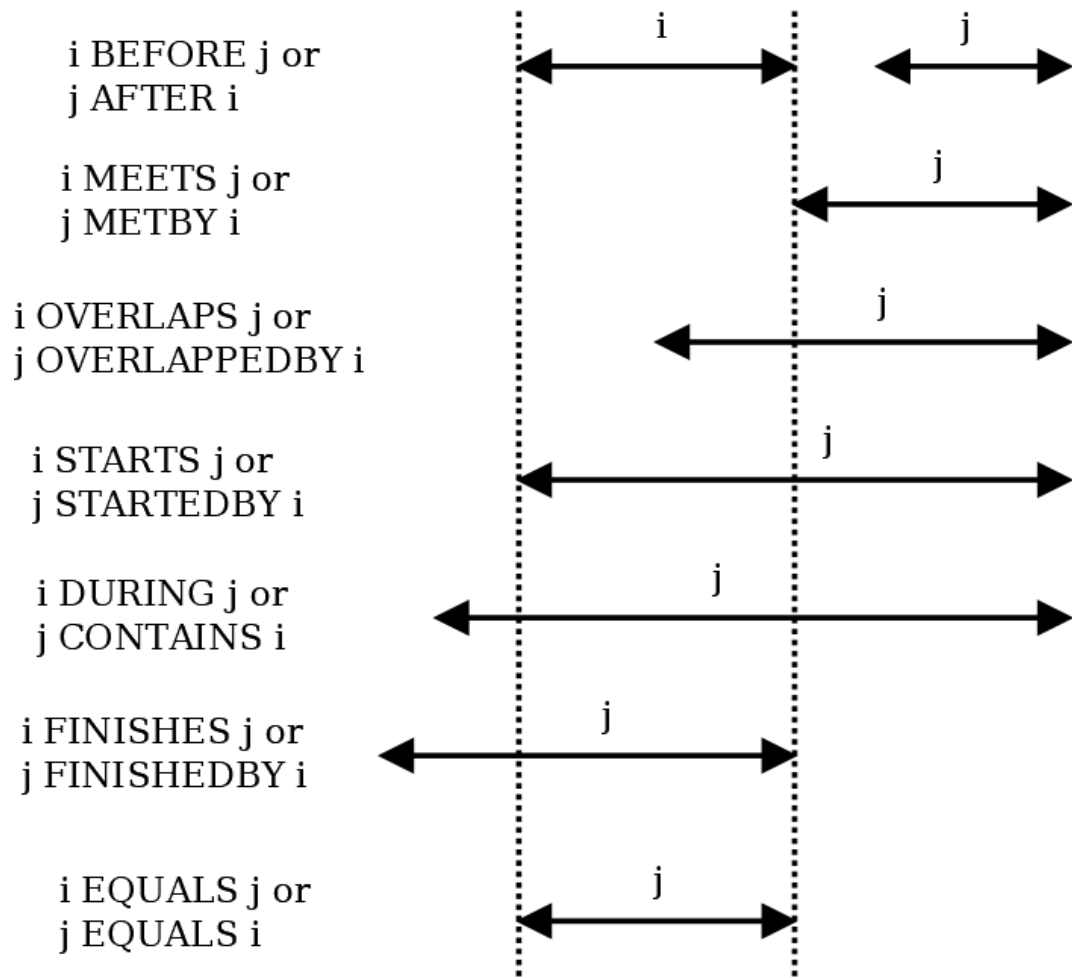 i BEFORE j or
j AFTER i
i
j
i MEETS j or
j METBY i
j
i OVERLAPS j or
j OVERLAPPEDBY i
j
i STARTS j or
j STARTEDBY i
j
i DURING j or
j CONTAINS i
j
i FINISHES j or
j FINISHEDBY i
j
i EQUALS j or
j EQUALS i
j